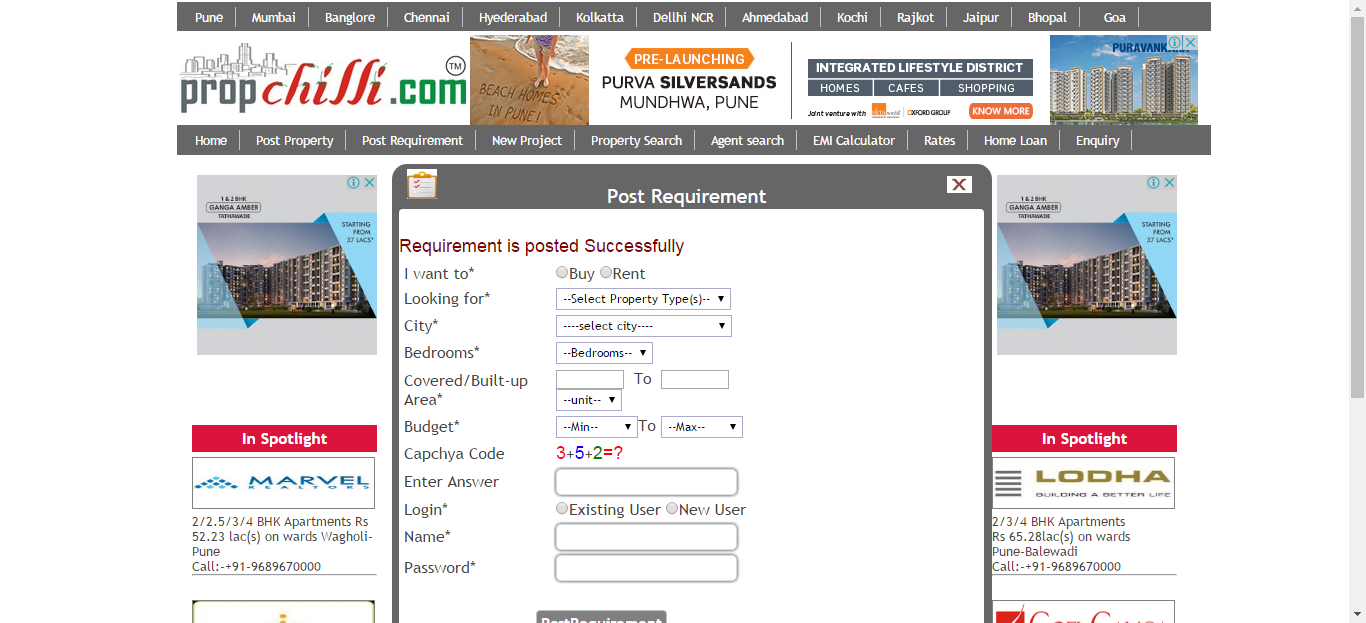 Pune Mumbai Banglore Chennai Hyederabad Kolkatta Dellhi NCR Ahmedabad Kochi Rajkot Jaipur Bhopal Goa
propchilli.com TM
BEACH HOMES
IN PUNE!
PRE-LAUNCHING
PURVA SILVERSANDS
MUNDHWA, PUNE
INTEGRATED LIFESTYLE DISTRICT
HOMES CAFES SHOPPING
Joint venture with
OXFORD GROUP
KNOW MORE
Home Post Property Post Requirement New Project Property Search Agent search EMI Calculator Rates Home Loan Enquiry
1 & 2 BHK
GANGA AMBER
TATHAWADE
STARTING
FROM
37 LACS*
In Spotlight
MARVEL
REALTORS
2/2.5/3/4 BHK Apartments Rs
52.23 lac(s) on wards Wagholi-
Pune
Call:-+91-9689670000
Post Requirement
Requirement is posted Successfully
I want to* Buy Rent
Looking for* --Select Property Type(s)--
City* ----select city----
Bedrooms* --Bedrooms--
Covered/Built-up To
Area* --unit--
Budget* --Min-- To --Max--
Capchya Code 3+5+2=?
Enter Answer
Login* Existing User New User
Name*
Password*
PostRequirement
1 & 2 BHK
GANGA AMBER
TATHAWADE
STARTING
FROM
37 LACS*
In Spotlight
LODHA
BUILDING A BETTER LIFE
2/3/4 BHK Apartments
Rs 65.28lac(s) on wards
Pune-Balewadi
Call:-+91-9689670000